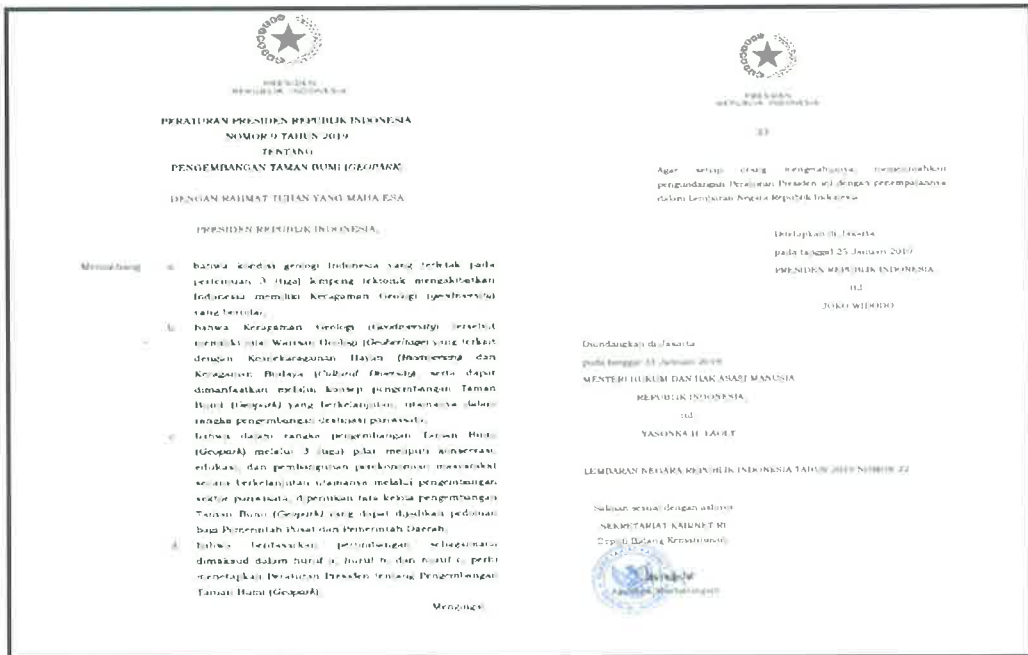 PRESIDEN
REPUBLIK INDONESIA
PERATURAN PRESIDEN REPUBLIK INDONESIA
NOMOR 9 TAHUN 2019
TENTANG
PENGEMBANGAN TAMAN BUMI (GEOPARK)
DENGAN RAHMAT TUHAN YANG MAHA ESA
PRESIDEN REPUBLIK INDONESIA,
Menimbang a. bahwa kondisi geologi Indonesia yang terletak pada
pertemuan 3 (tiga) lempeng tektonik mengakibatkan
Indonesia memiliki Keragaman Geologi (geodiversity)
yang bernilai;
b. bahwa Keragaman Geologi (Geodiversity) tersebut
memiliki nilai Warisan Geologi (Geoheritage) yang terkait
dengan Keanekaragaman Hayati (Biodiversity) dan
Keragaman Budaya (Cultural Diversity), serta dapat
dimanfaatkan melalui konsep pengembangan Taman
Bumi (Geopark) yang berkelanjutan, utamanya dalam
rangka pengembangan destinasi pariwisata;
c. bahwa dalam rangka pengembangan Taman Bumi
(Geopark) melalui 3 (tiga) pilar meliputi konservasi,
edukasi, dan pembangunan perekonomian masyarakat
secara berkelanjutan utamanya melalui pengembangan
sektor pariwisata, diperlukan tata kelola pengembangan
Taman Bumi (Geopark) yang dapat dijadikan pedoman
bagi Pemerintah Pusat dan Pemerintah Daerah;
d. bahwa berdasarkan pertimbangan sebagaimana
dimaksud dalam huruf a, huruf b, dan huruf c, perlu
menetapkan Peraturan Presiden tentang Pengembangan
Taman Bumi (Geopark);
Mengingat
PRESIDEN
REPUBLIK INDONESIA
Agar setiap orang mengetahuinya, memerintahkan
pengundangan Peraturan Presiden ini dengan penempatannya
dalam Lembaran Negara Republik Indonesia.
Ditetapkan di Jakarta
pada tanggal 25 Januari 2019
PRESIDEN REPUBLIK INDONESIA
ttd
JOKO WIDODO
Diundangkan di Jakarta
pada tanggal 31 Januari 2019
MENTERI HUKUM DAN HAK ASASI MANUSIA
REPUBLIK INDONESIA,
ttd
YASONNA H. LAOLY
LEMBARAN NEGARA REPUBLIK INDONESIA TAHUN 2019 NOMOR 22
Salinan sesuai dengan aslinya
SEKRETARIAT KABINET RI
Deputi Bidang Kemaritiman,